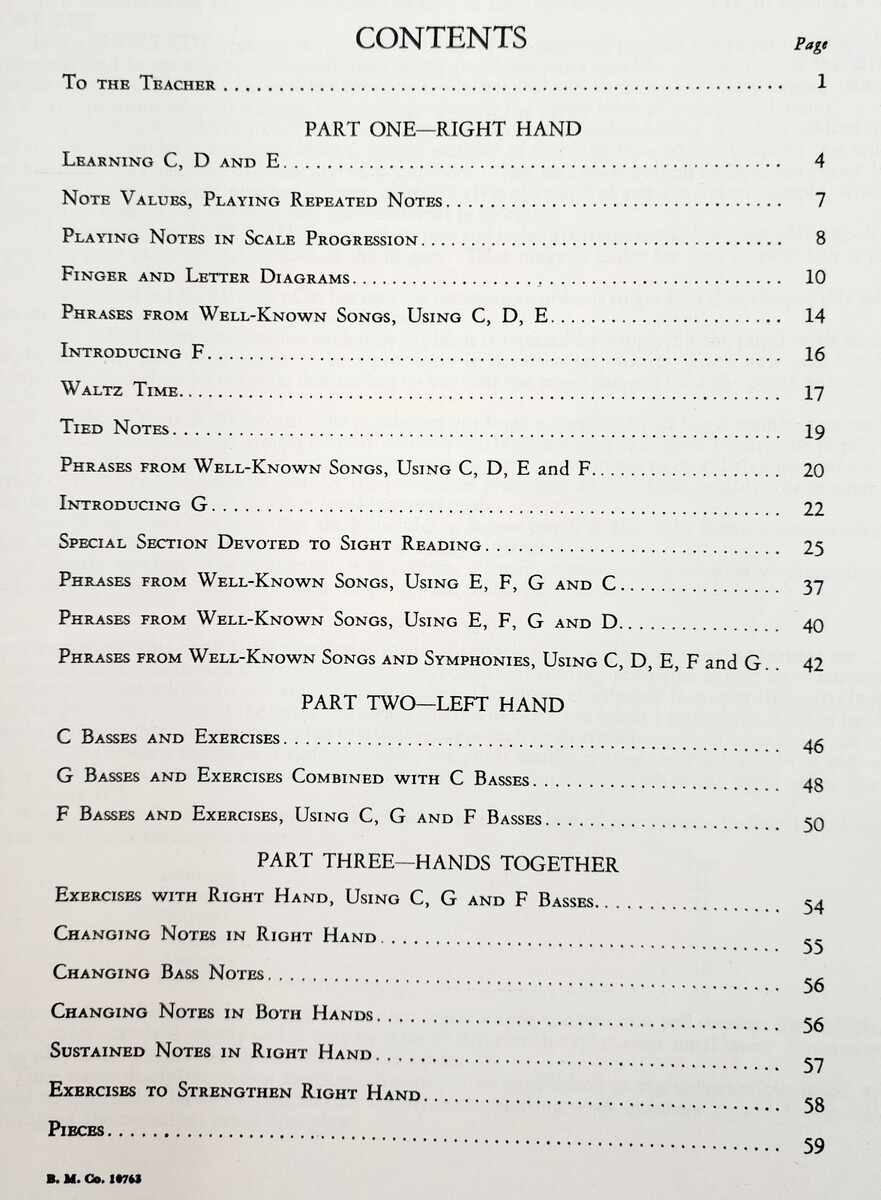 CONTENTS
Page
To the Teacher 1
PART ONE—RIGHT HAND
Learning C, D and E 4
Note Values, Playing Repeated Notes 7
Playing Notes in Scale Progression 8
Finger and Letter Diagrams 10
Phrases from Well-Known Songs, Using C, D, E 14
Introducing F 16
Waltz Time 17
Tied Notes 19
Phrases from Well-Known Songs, Using C, D, E and F 20
Introducing G 22
Special Section Devoted to Sight Reading 25
Phrases from Well-Known Songs, Using E, F, G and C 37
Phrases from Well-Known Songs, Using E, F, G and D 40
Phrases from Well-Known Songs and Symphonies, Using C, D, E, F and G 42
PART TWO—LEFT HAND
C Basses and Exercises 46
G Basses and Exercises Combined with C Basses 48
F Basses and Exercises, Using C, G and F Basses 50
PART THREE—HANDS TOGETHER
Exercises with Right Hand, Using C, G and F Basses 54
Changing Notes in Right Hand 55
Changing Bass Notes 56
Changing Notes in Both Hands 56
Sustained Notes in Right Hand 57
Exercises to Strengthen Right Hand 58
Pieces 59
B. M. Co. 10763